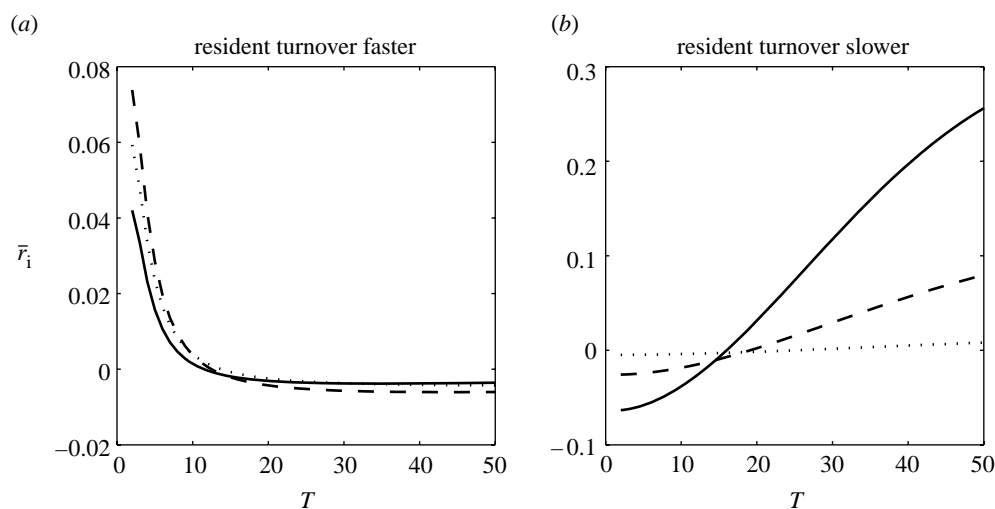 (a)
resident turnover faster
0.08
0.06
0.04
0.02
0
−0.02
r̄i
0 10 20 30 40 50
T
(b)
resident turnover slower
0.3
0.2
0.1
0
−0.1
0 10 20 30 40 50
T